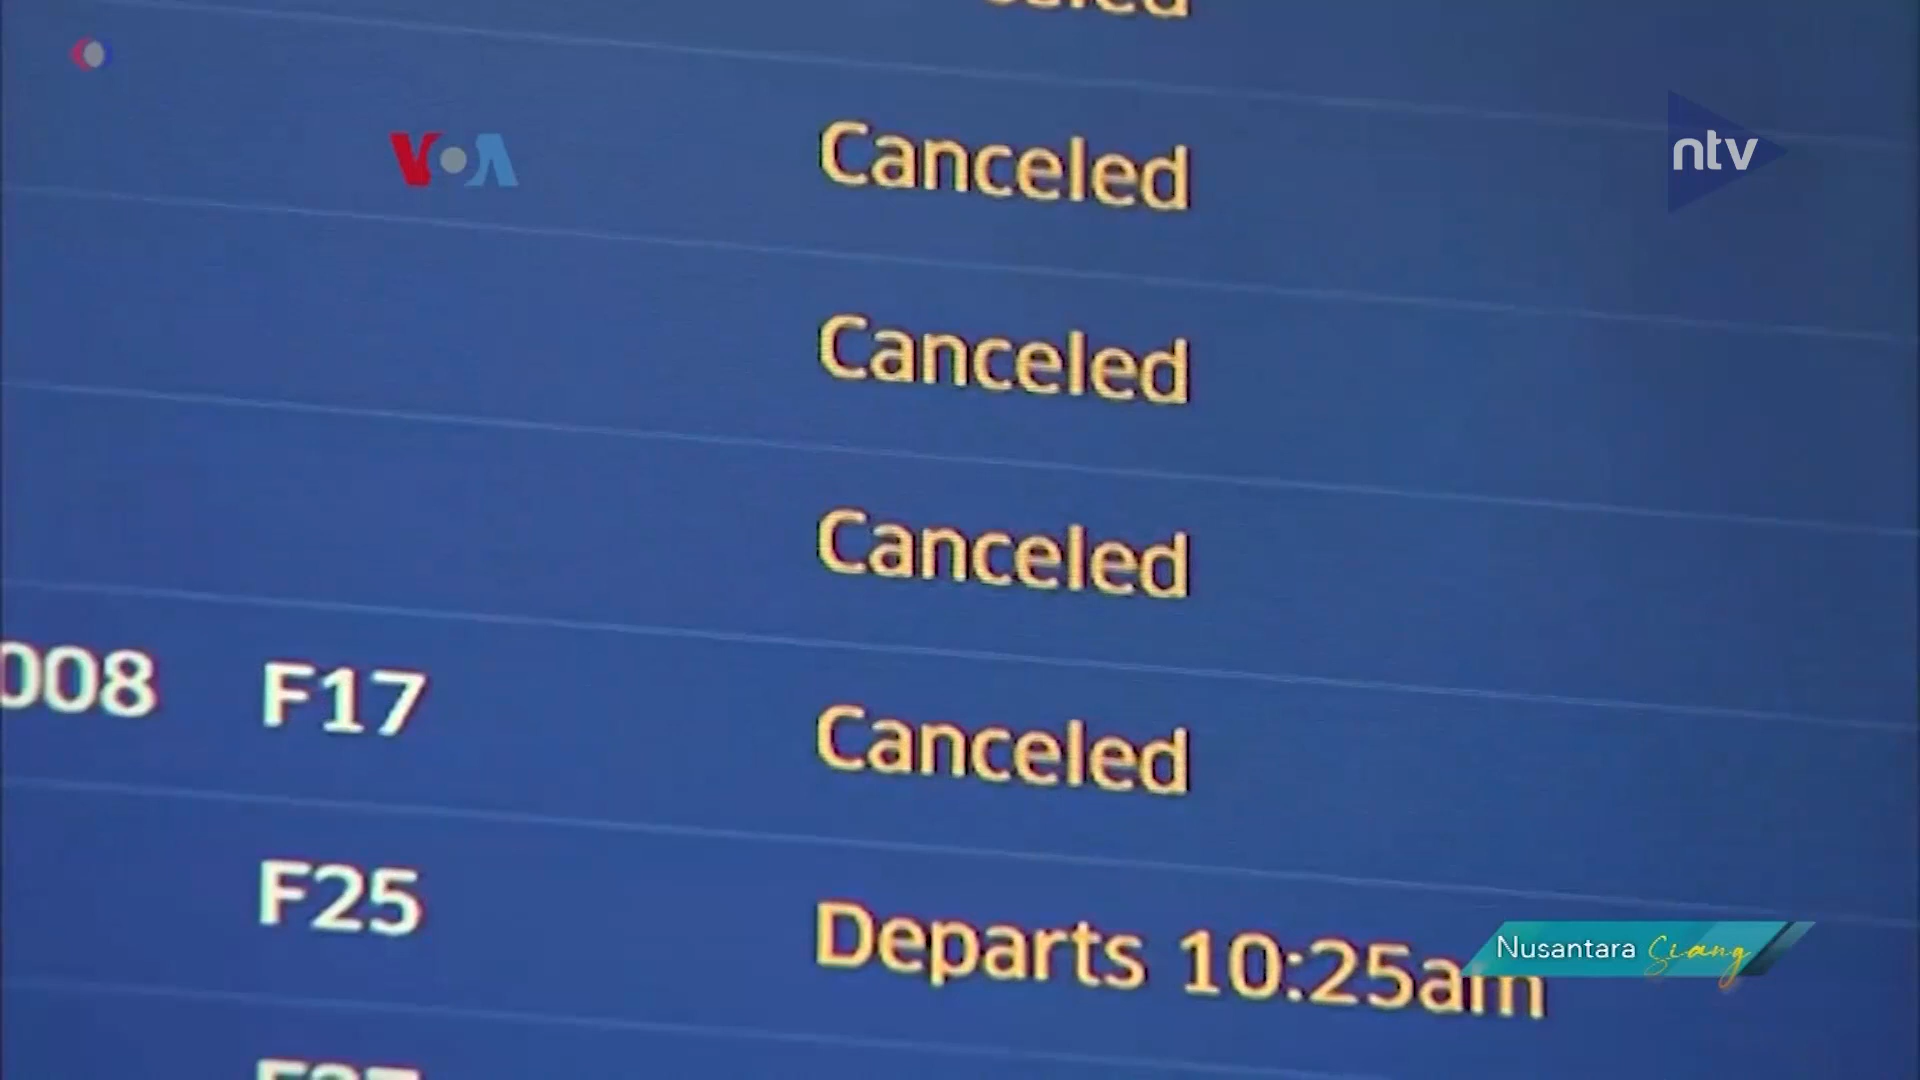 VOA
Canceled
ntv
Canceled
Canceled
008 F17 Canceled
F25 Departs 10:25am
Nusantara Siang